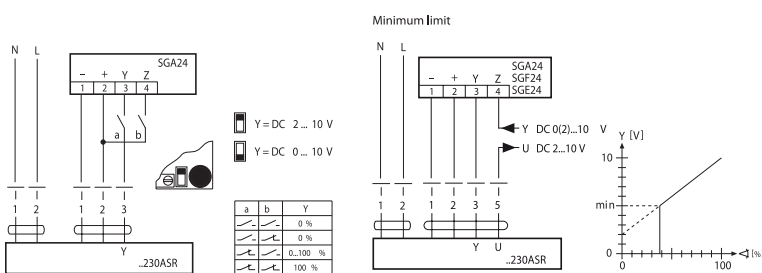 Minimum limit
N L
SGA24
– + Y Z
1 2 3 4
a b
Y = DC 2 ... 10 V
Y = DC 0 ... 10 V
1 2 1 2 3
Y
..230ASR
a b Y
0 %
0 %
0...100 %
100 %
N L
SGA24
SGF24
SGE24
– + Y Z
1 2 3 4
Y DC 0(2)...10 V
U DC 2...10 V
1 2 1 2 3 5
Y U
..230ASR
Y [V]
10
min
0
0 100
[%